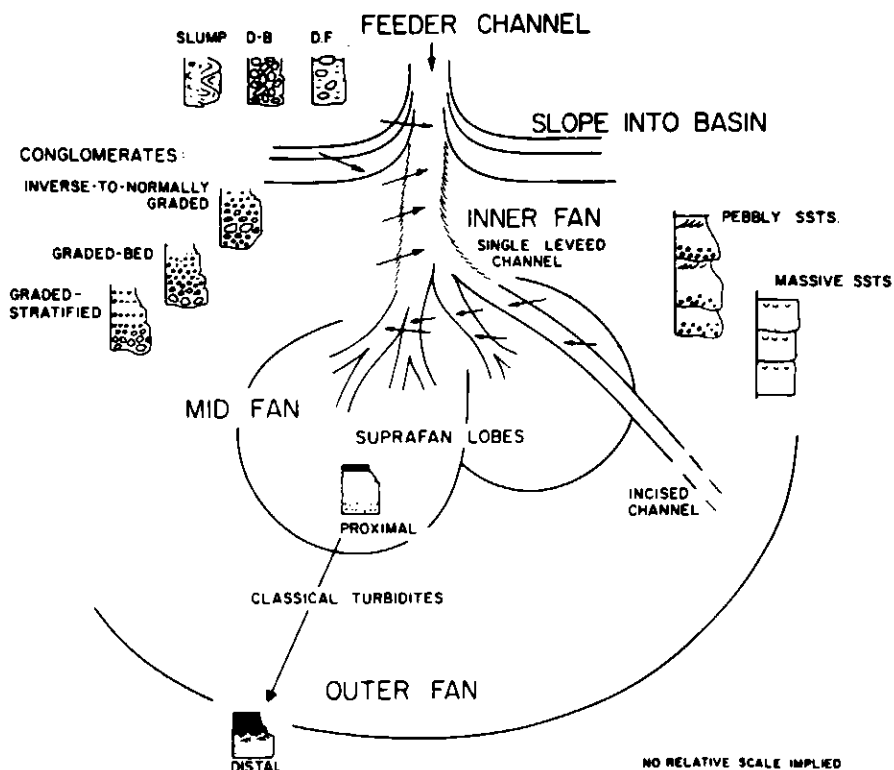 FEEDER CHANNEL
SLUMP D-B D.F
SLOPE INTO BASIN
CONGLOMERATES:
INVERSE-TO-NORMALLY
GRADED
INNER FAN
SINGLE LEVEED
CHANNEL
PEBBLY SSTS.
GRADED-BED
MASSIVE SSTS
GRADED-
STRATIFIED
MID FAN
SUPRAFAN LOBES
INCISED
CHANNEL
PROXIMAL
CLASSICAL TURBIDITES
OUTER FAN
DISTAL
NO RELATIVE SCALE IMPLIED